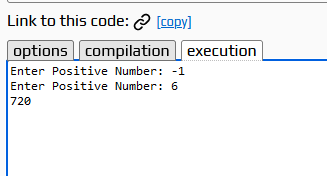 Link to this code: [copy]
options compilation execution
Enter Positive Number: -1
Enter Positive Number: 6
720